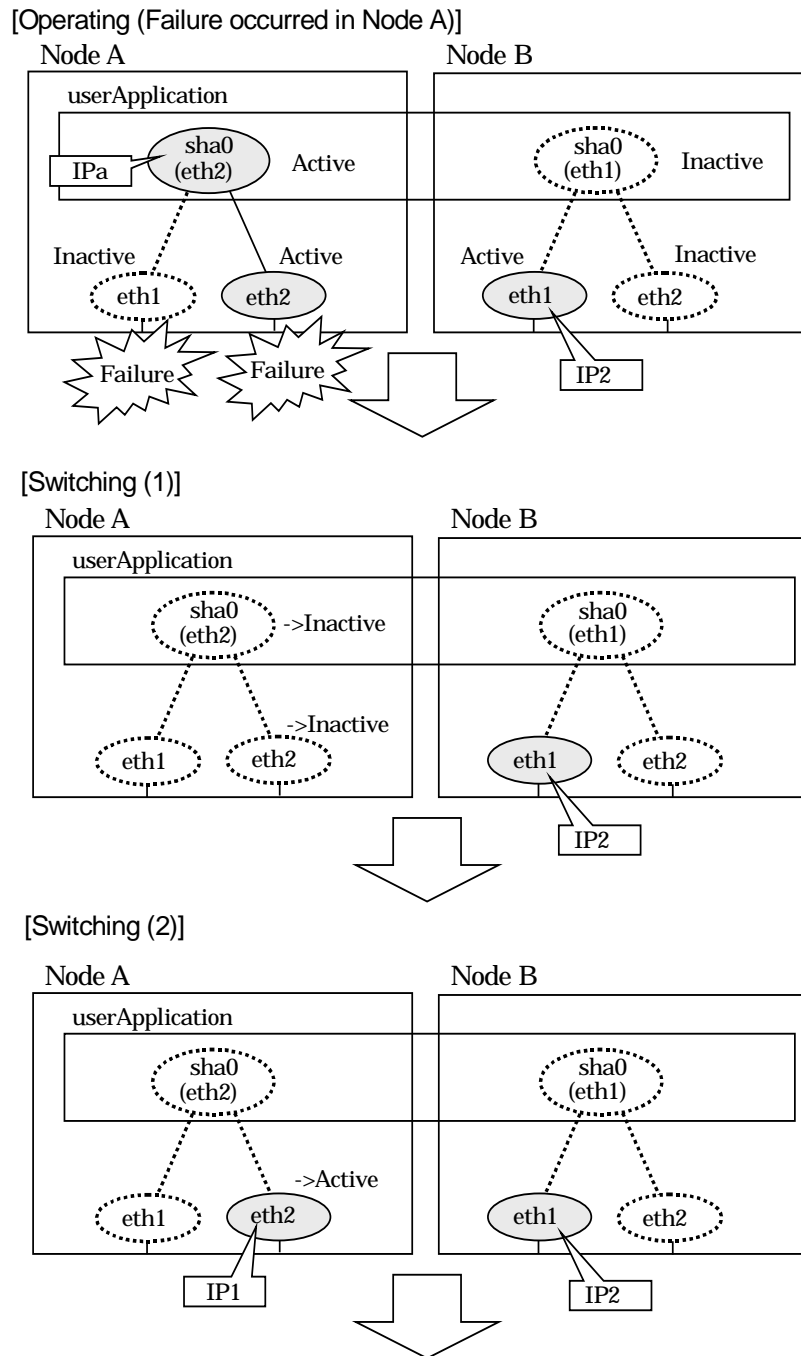 [Operating (Failure occurred in Node A)]
Node A
Node B
userApplication
sha0
(eth2)
Active
IPa
sha0
(eth1)
Inactive
Inactive
Active
Active
Inactive
eth1
eth2
eth1
eth2
Failure
Failure
IP2
[Switching (1)]
Node A
Node B
userApplication
sha0
(eth2)
->Inactive
sha0
(eth1)
->Inactive
eth1
eth2
eth1
eth2
IP2
[Switching (2)]
Node A
Node B
userApplication
sha0
(eth2)
sha0
(eth1)
->Active
eth1
eth2
eth1
eth2
IP1
IP2